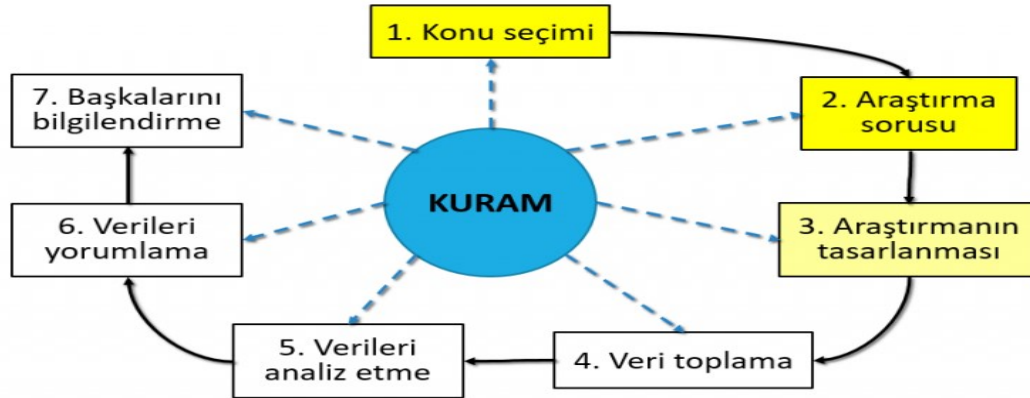 1. Konu seçimi
2. Araştırma
sorusu
3. Araştırmanın
tasarlanması
4. Veri toplama
5. Verileri
analiz etme
6. Verileri
yorumlama
7. Başkalarını
bilgilendirme
KURAM